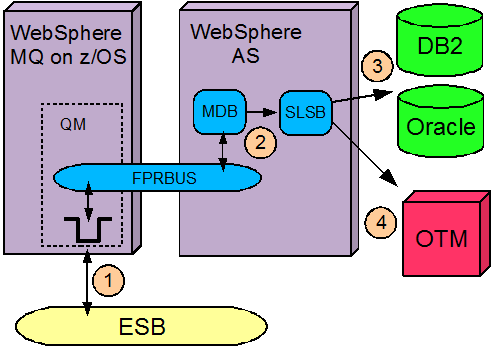 WebSphere
MQ on z/OS
WebSphere
AS
DB2
3
Oracle
QM
MDB
SLSB
2
FPRBUS
4
OTM
1
ESB